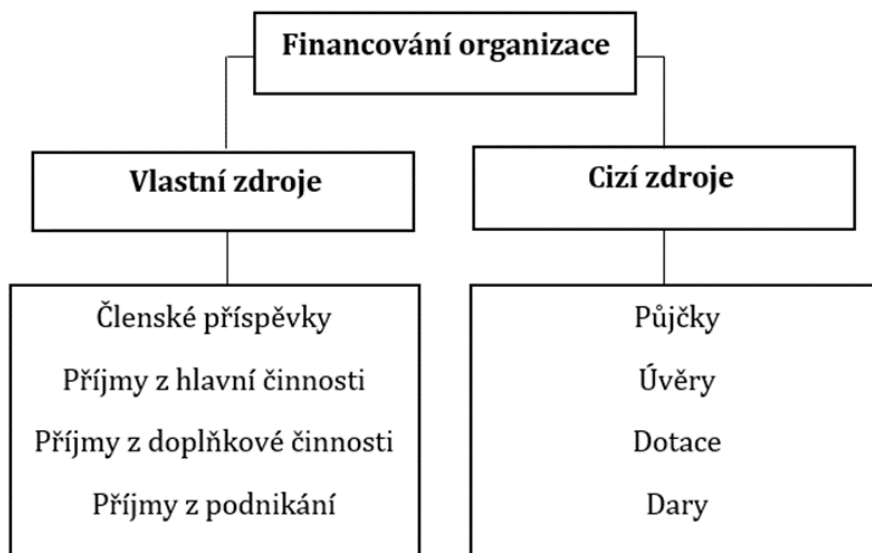 Financování organizace
Vlastní zdroje
Cizí zdroje
Členské příspěvky
Příjmy z hlavní činnosti
Příjmy z doplňkové činnosti
Příjmy z podnikání
Půjčky
Úvěry
Dotace
Dary